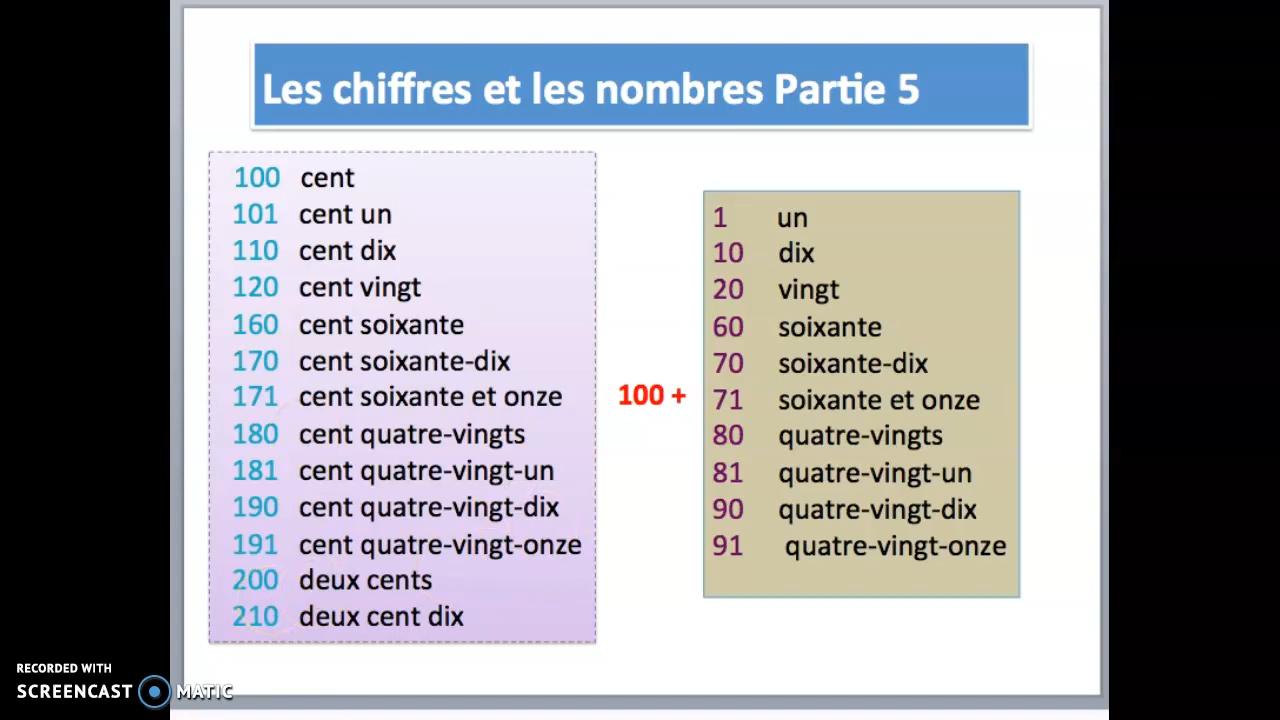 Les chiffres et les nombres Partie 5
100 cent
101 cent un
110 cent dix
120 cent vingt
160 cent soixante
170 cent soixante-dix
171 cent soixante et onze
180 cent quatre-vingts
181 cent quatre-vingt-un
190 cent quatre-vingt-dix
191 cent quatre-vingt-onze
200 deux cents
210 deux cent dix
100 +
1 un
10 dix
20 vingt
60 soixante
70 soixante-dix
71 soixante et onze
80 quatre-vingts
81 quatre-vingt-un
90 quatre-vingt-dix
91 quatre-vingt-onze
RECORDED WITH
SCREENCAST MATIC